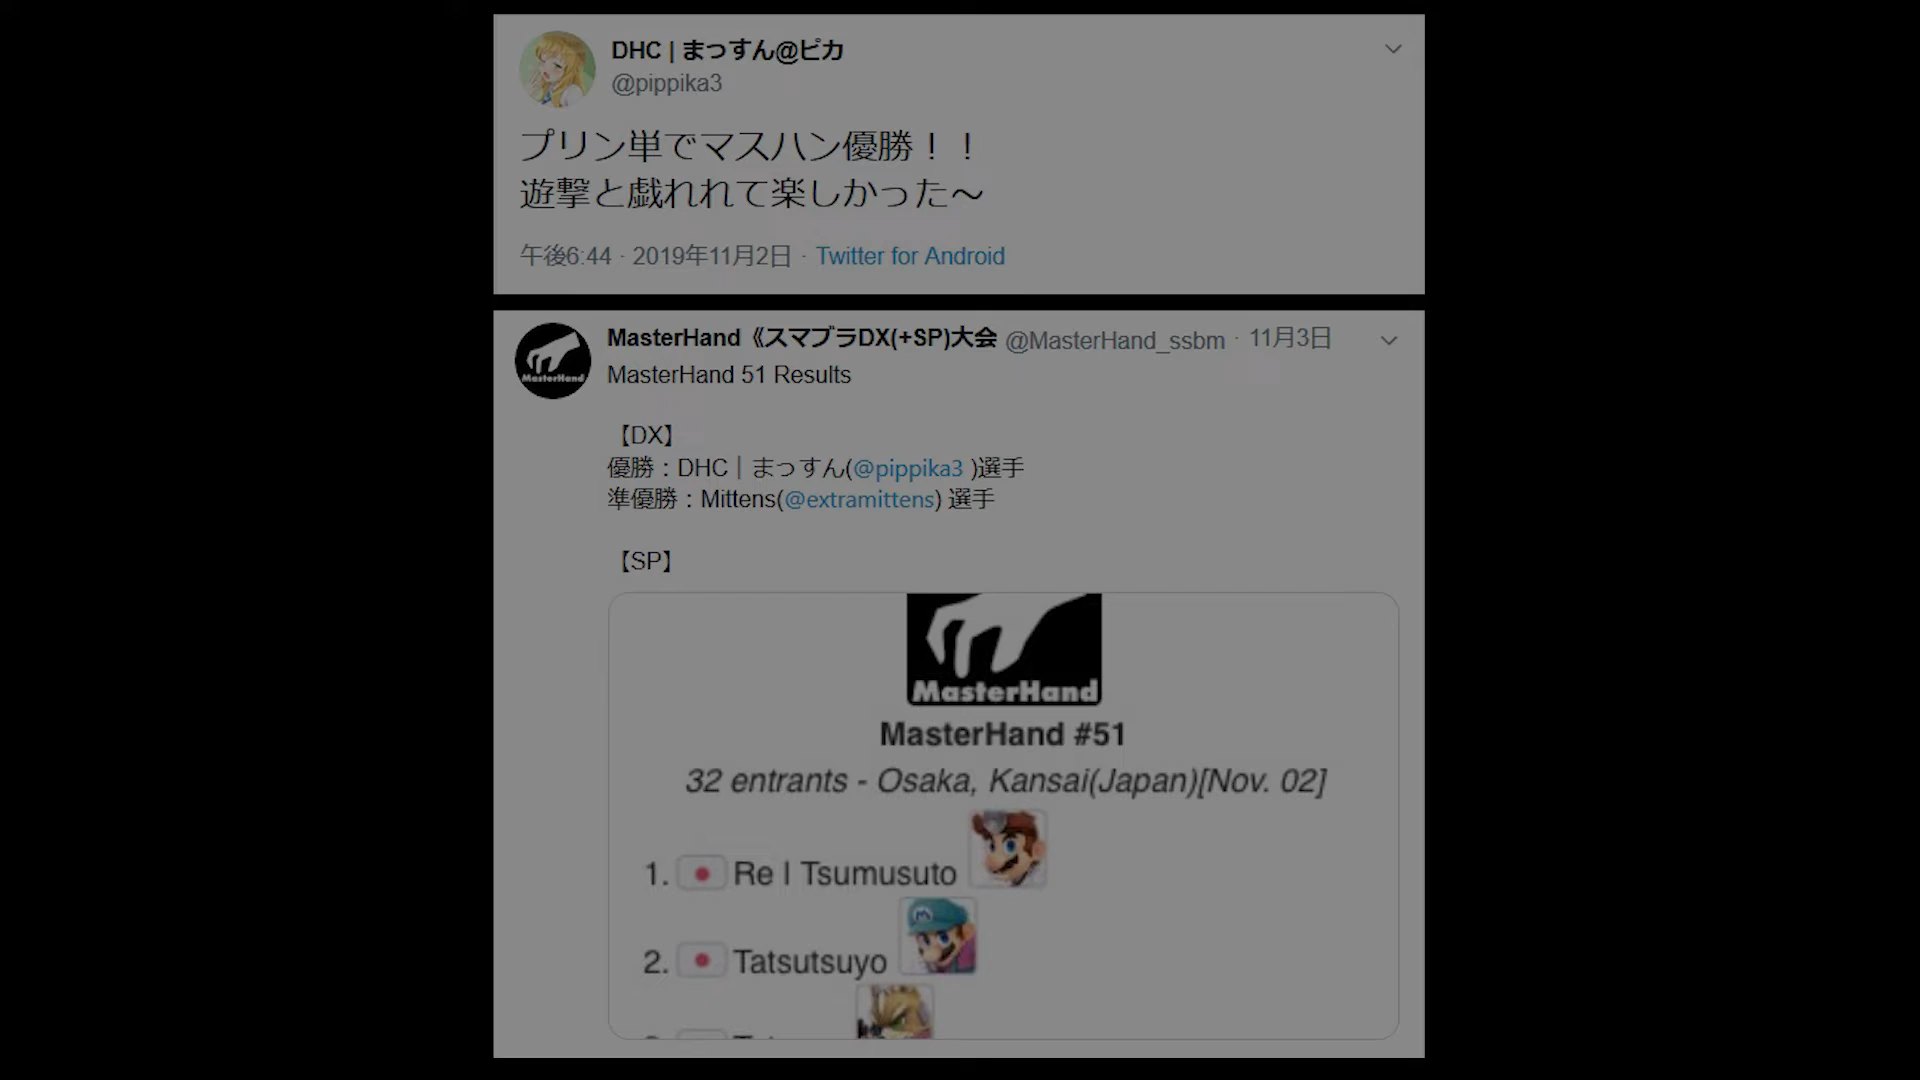 DHC | まっすん@ピカ
@pippika3
プリン単でマスハン優勝！！
遊撃と戯れれて楽しかった～
午後6:44 · 2019年11月2日 · Twitter for Android
MasterHand《スマブラDX(+SP)大会 @MasterHand_ssbm · 11月3日
MasterHand
MasterHand 51 Results
【DX】
優勝：DHC｜まっすん(@pippika3 )選手
準優勝：Mittens(@extramittens) 選手
【SP】
MasterHand
MasterHand #51
32 entrants - Osaka, Kansai(Japan)[Nov. 02]
1. Re l Tsumusuto
2. Tatsutsuyo